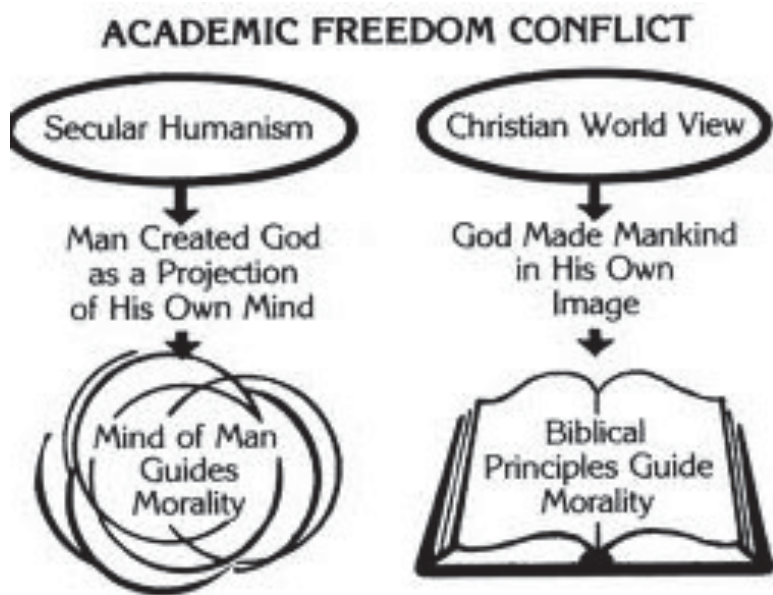 ACADEMIC FREEDOM CONFLICT
Secular Humanism
Man Created God
as a Projection
of His Own Mind
Mind of Man
Guides
Morality
Christian World View
God Made Mankind
in His Own
Image
Biblical
Principles Guide
Morality